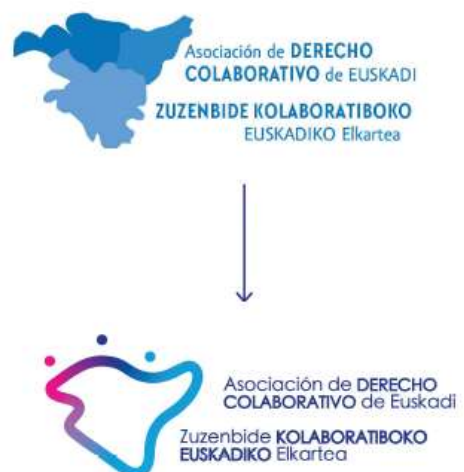 Asociación de DERECHO
COLABORATIVO de EUSKADI
ZUZENBIDE KOLABORATIBOKO
EUSKADIKO Elkartea
Asociación de DERECHO
COLABORATIVO de Euskadi
Zuzenbide KOLABORATIBOKO
EUSKADIKO Elkartea